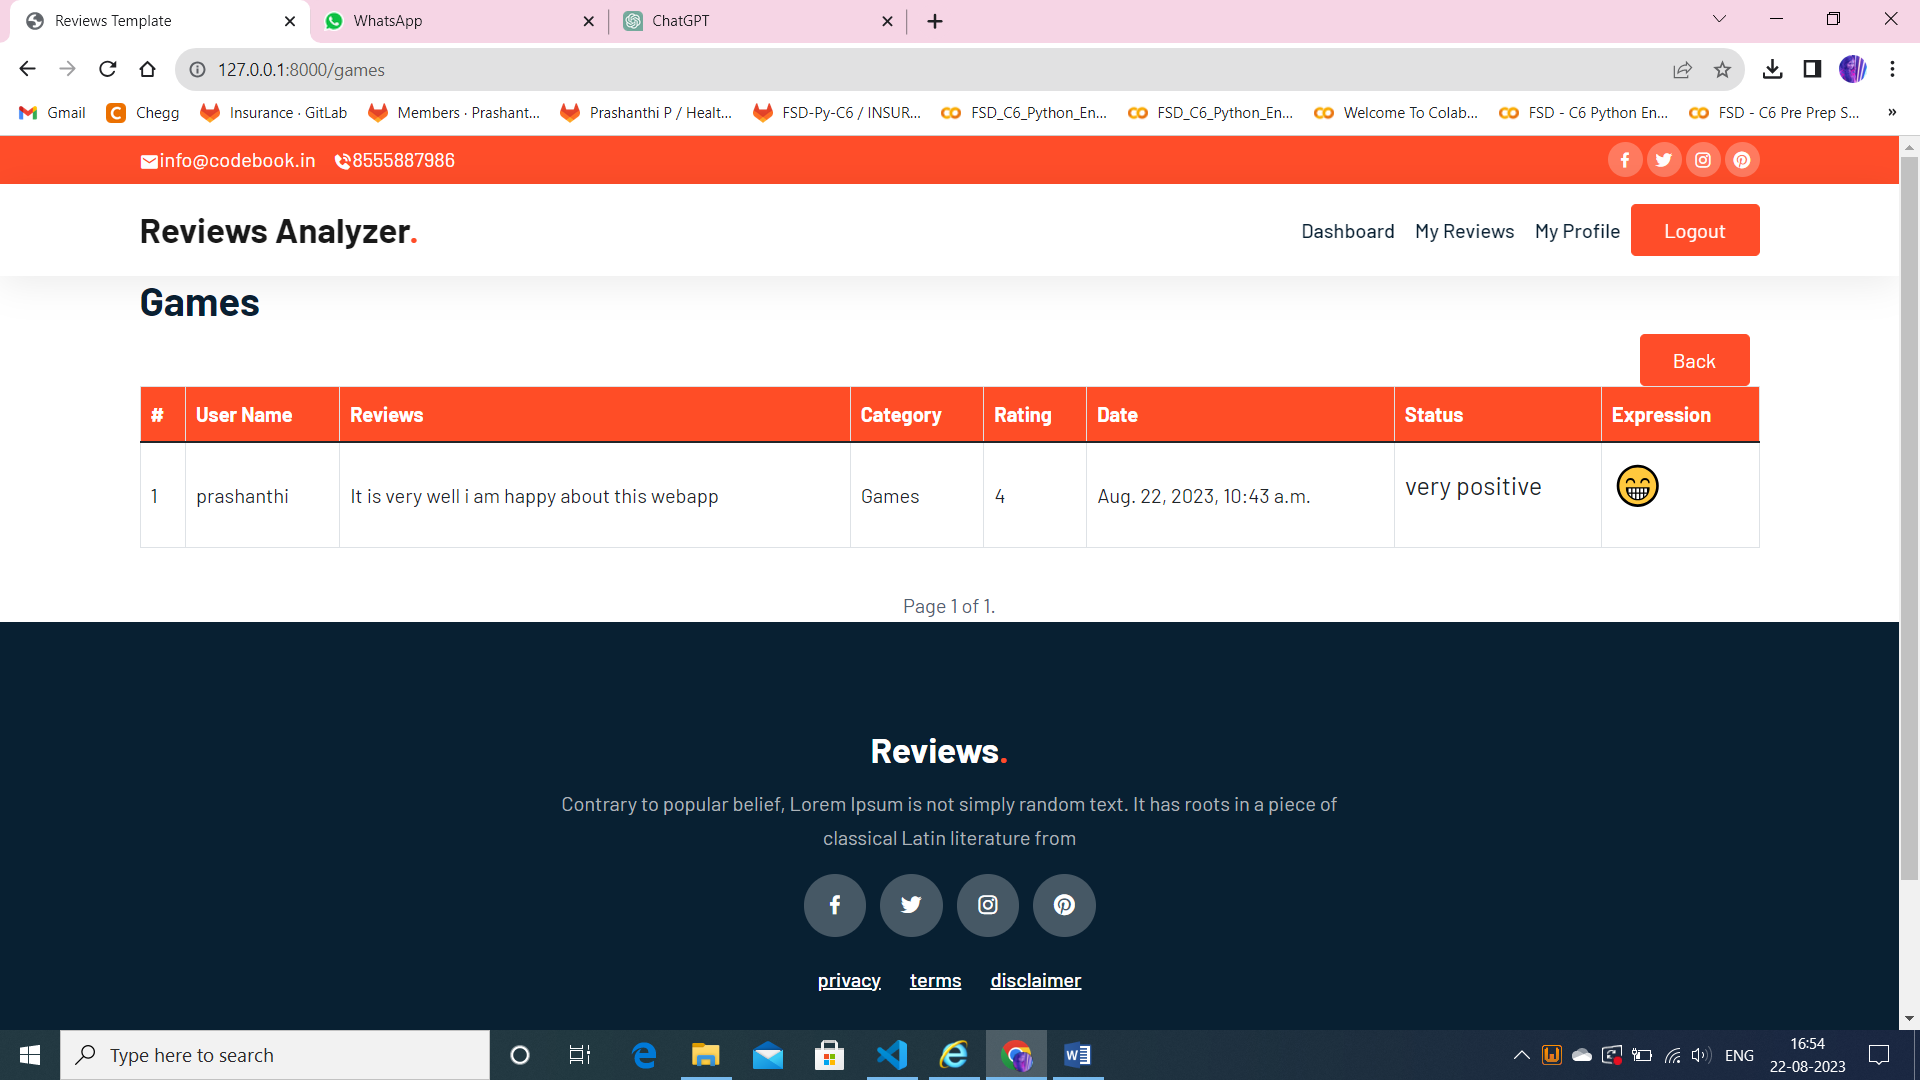 Reviews Template
WhatsApp
ChatGPT
127.0.0.1:8000/games
Gmail
Chegg
Insurance · GitLab
Members · Prashant...
Prashanthi P / Healt...
FSD-Py-C6 / INSUR...
FSD_C6_Python_En...
FSD_C6_Python_En...
Welcome To Colab...
FSD - C6 Python En...
FSD - C6 Pre Prep S...
info@codebook.in 8555887986
Reviews Analyzer.
Dashboard My Reviews My Profile Logout
Games
Back
# User Name Reviews Category Rating Date Status Expression
1 prashanthi It is very well i am happy about this webapp Games 4 Aug. 22, 2023, 10:43 a.m. very positive
Page 1 of 1.
Reviews.
Contrary to popular belief, Lorem Ipsum is not simply random text. It has roots in a piece of
classical Latin literature from
privacy terms disclaimer
Type here to search
ENG
16:54
22-08-2023